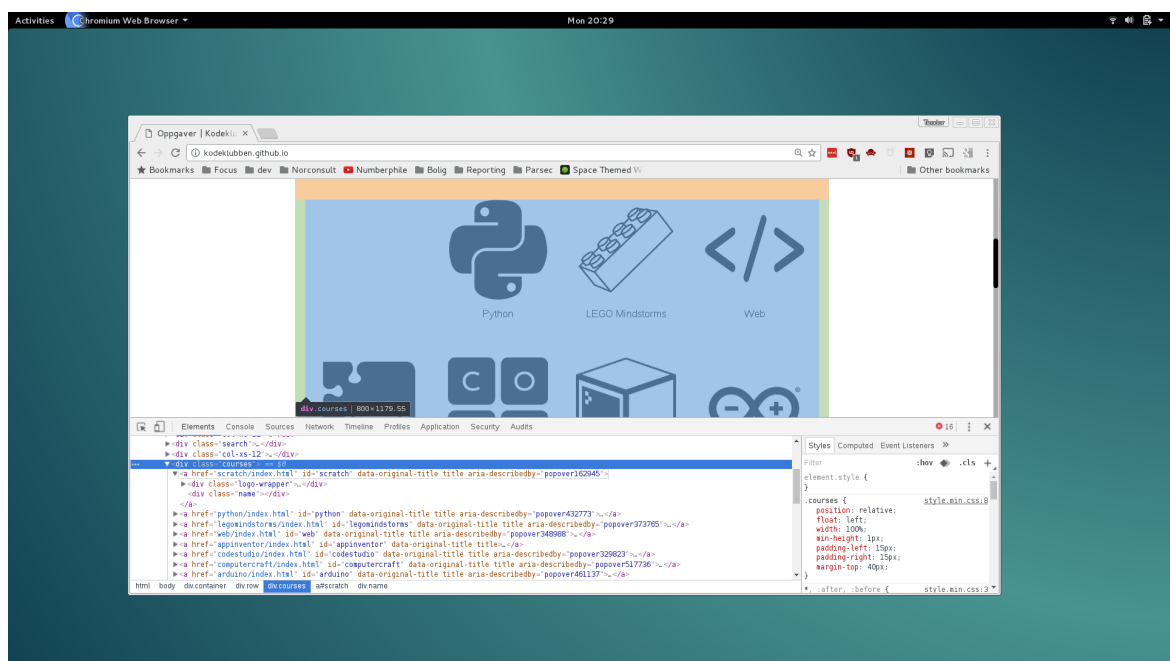 Activities Chromium Web Browser Mon 20:29
Oppgaver | Kodeklu
kodeklubben.github.io
Bookmarks Focus dev Norconsult Numberphile Bolig Reporting Parsec Space Themed W Other bookmarks
Python LEGO Mindstorms Web
C O
div.courses 800×1179.55
Elements Console Sources Network Timeline Profiles Application Security Audits 16
<div class="search">…</div>
<div class="col-xs-12">…</div>
<div class="courses"> == $0
<a href="scratch/index.html" id="scratch" data-original-title title aria-describedby="popover162945">
<div class="logo-wrapper">…</div>
<div class="name"></div>
</a>
<a href="python/index.html" id="python" data-original-title title aria-describedby="popover432773">…</a>
<a href="legomindstorms/index.html" id="legomindstorms" data-original-title title aria-describedby="popover373765">…</a>
<a href="web/index.html" id="web" data-original-title title aria-describedby="popover348988">…</a>
<a href="appinventor/index.html" id="appinventor" data-original-title title>…</a>
<a href="codestudio/index.html" id="codestudio" data-original-title title aria-describedby="popover329823">…</a>
<a href="computercraft/index.html" id="computercraft" data-original-title title aria-describedby="popover517736">…</a>
<a href="arduino/index.html" id="arduino" data-original-title title aria-describedby="popover461137">…</a>
html body div.container div.row div.courses a#scratch div.name
Styles Computed Event Listeners »
Filter :hov .cls +
element.style {
}
.courses { style.min.css:8
position: relative;
float: left;
width: 100%;
min-height: 1px;
padding-left: 15px;
padding-right: 15px;
margin-top: 40px;
}
*, :after, :before { style.min.css:3